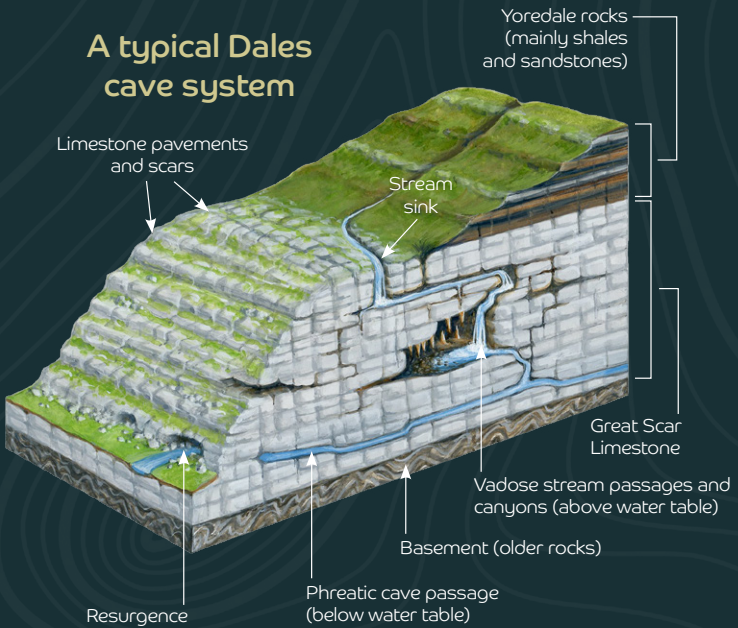 A typical Dales
cave system
Yoredale rocks
(mainly shales
and sandstones)
Limestone pavements
and scars
Stream
sink
Great Scar
Limestone
Vadose stream passages and
canyons (above water table)
Basement (older rocks)
Phreatic cave passage
(below water table)
Resurgence